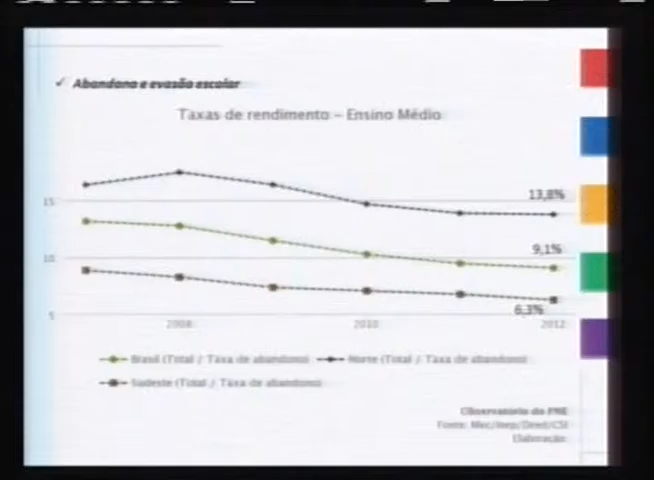 ✓ Abandono e evasão escolar
Taxas de rendimento – Ensino Médio
15
13,8%
10
9,1%
5
6,3%
2008 2010 2012
Brasil (Total / Taxa de abandono) Norte (Total / Taxa de abandono)
Sudeste (Total / Taxa de abandono)
Observatório do PNE
Fonte: Mec/Inep/Deed/CSI
Elaboração: